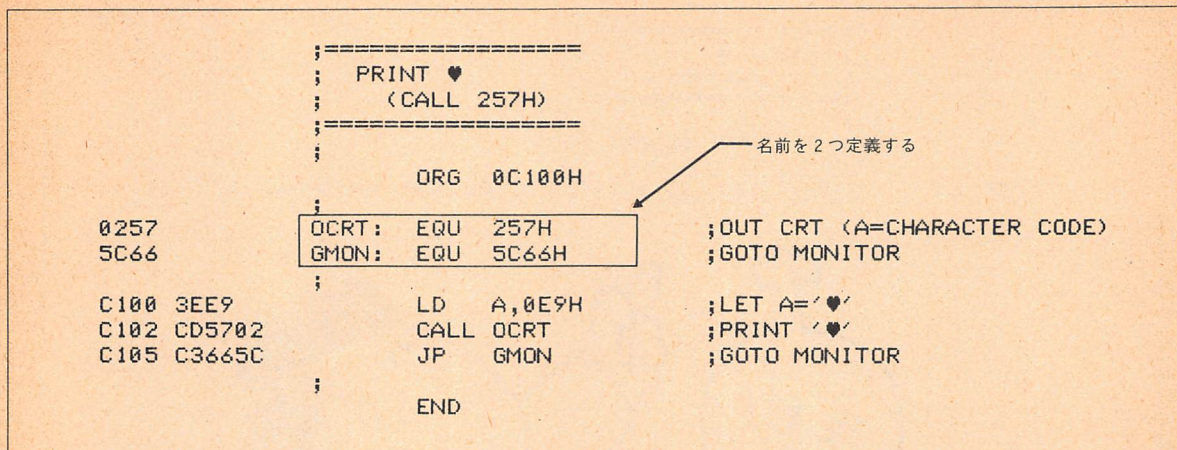 ;==================
;  PRINT ♥
;    (CALL 257H)
;==================
;
名前を2つ定義する
ORG  0C100H
;
0257  OCRT:  EQU  257H  ;OUT CRT (A=CHARACTER CODE)
5C66  GMON:  EQU  5C66H  ;GOTO MONITOR
;
C100 3EE9  LD  A,0E9H  ;LET A='♥'
C102 CD5702  CALL OCRT  ;PRINT '♥'
C105 C3665C  JP  GMON  ;GOTO MONITOR
;
END